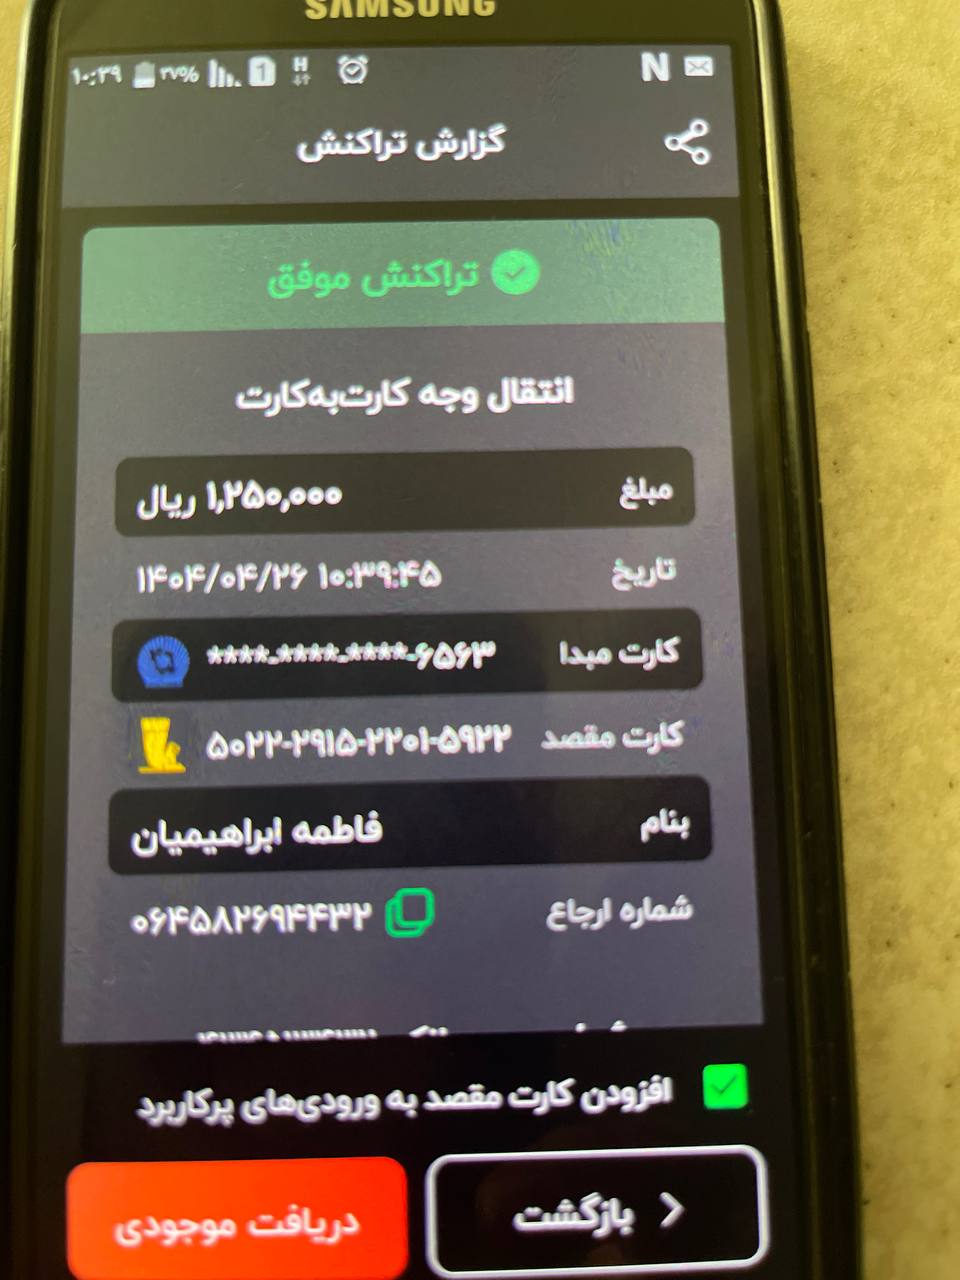 SAMSUNG
۱۰:۳۹ ۲۷% 1 H N
گزارش تراکنش
تراکنش موفق
انتقال وجه کارت‌به‌کارت
مبلغ ۱,۲۵۰,۰۰۰ ریال
تاریخ ۱۴۰۴/۰۴/۲۶ ۱۰:۳۹:۴۵
کارت مبدا ****-****-****-۶۵۶۳
کارت مقصد ۵۰۲۲-۲۹۱۵-۲۲۰۱-۵۹۲۲
بنام فاطمه ابراهیمیان
شماره ارجاع ۰۶۴۵۸۲۶۹۴۴۳۲
افزودن کارت مقصد به ورودی‌های پرکاربرد
بازگشت
دریافت موجودی